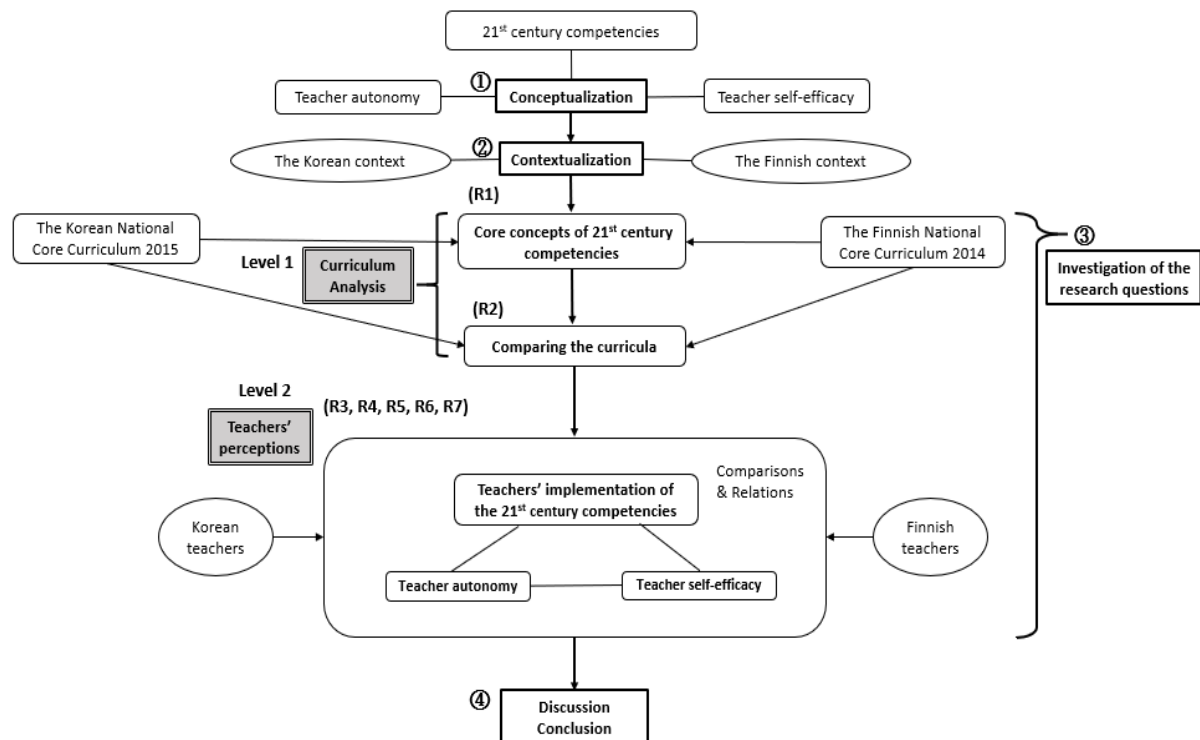 21st century competencies
①
Teacher autonomy
Conceptualization
Teacher self-efficacy
②
The Korean context
Contextualization
The Finnish context
(R1)
The Korean National
Core Curriculum 2015
Core concepts of 21st century
competencies
The Finnish National
Core Curriculum 2014
③
Investigation of the
research questions
Level 1
Curriculum
Analysis
(R2)
Comparing the curricula
Level 2
(R3, R4, R5, R6, R7)
Teachers'
perceptions
Comparisons
& Relations
Teachers' implementation of
the 21st century competencies
Korean
teachers
Finnish
teachers
Teacher autonomy
Teacher self-efficacy
④
Discussion
Conclusion